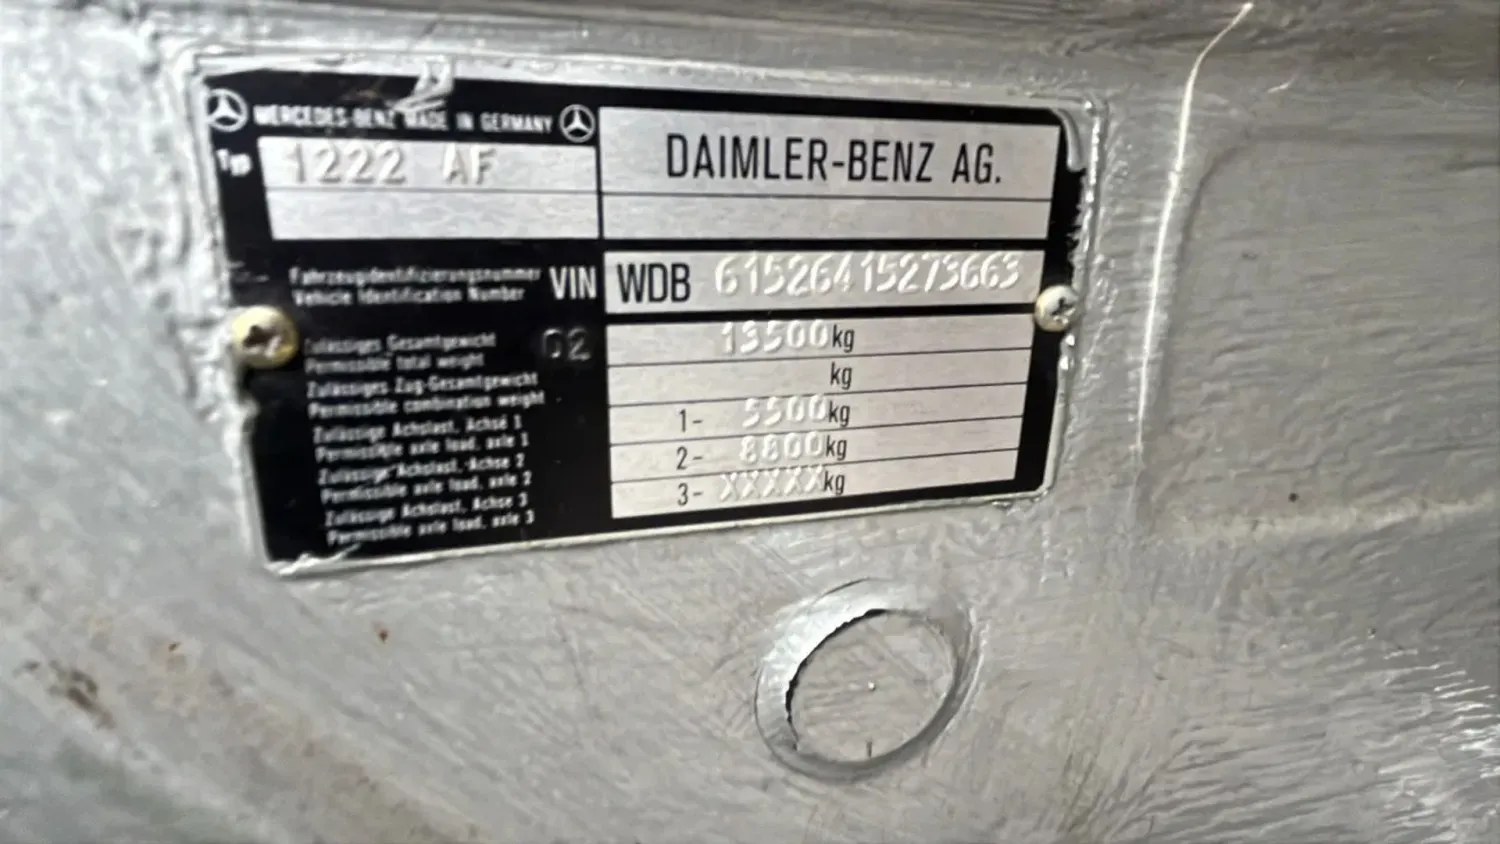 MERCEDES-BENZ MADE IN GERMANY
Typ 1222 AF
DAIMLER-BENZ AG.
Fahrzeugidentifizierungsnummer
Vehicle Identification Number
VIN WDB 61526415273663
Zulässiges Gesamtgewicht
Permissible total weight
02 13500 kg
Zulässiges Zug-Gesamtgewicht
Permissible combination weight
kg
Zulässige Achslast, Achse 1
Permissible axle load, axle 1
1- 5500 kg
Zulässige Achslast, Achse 2
Permissible axle load, axle 2
2- 8800 kg
Zulässige Achslast, Achse 3
Permissible axle load, axle 3
3- XXXXX kg